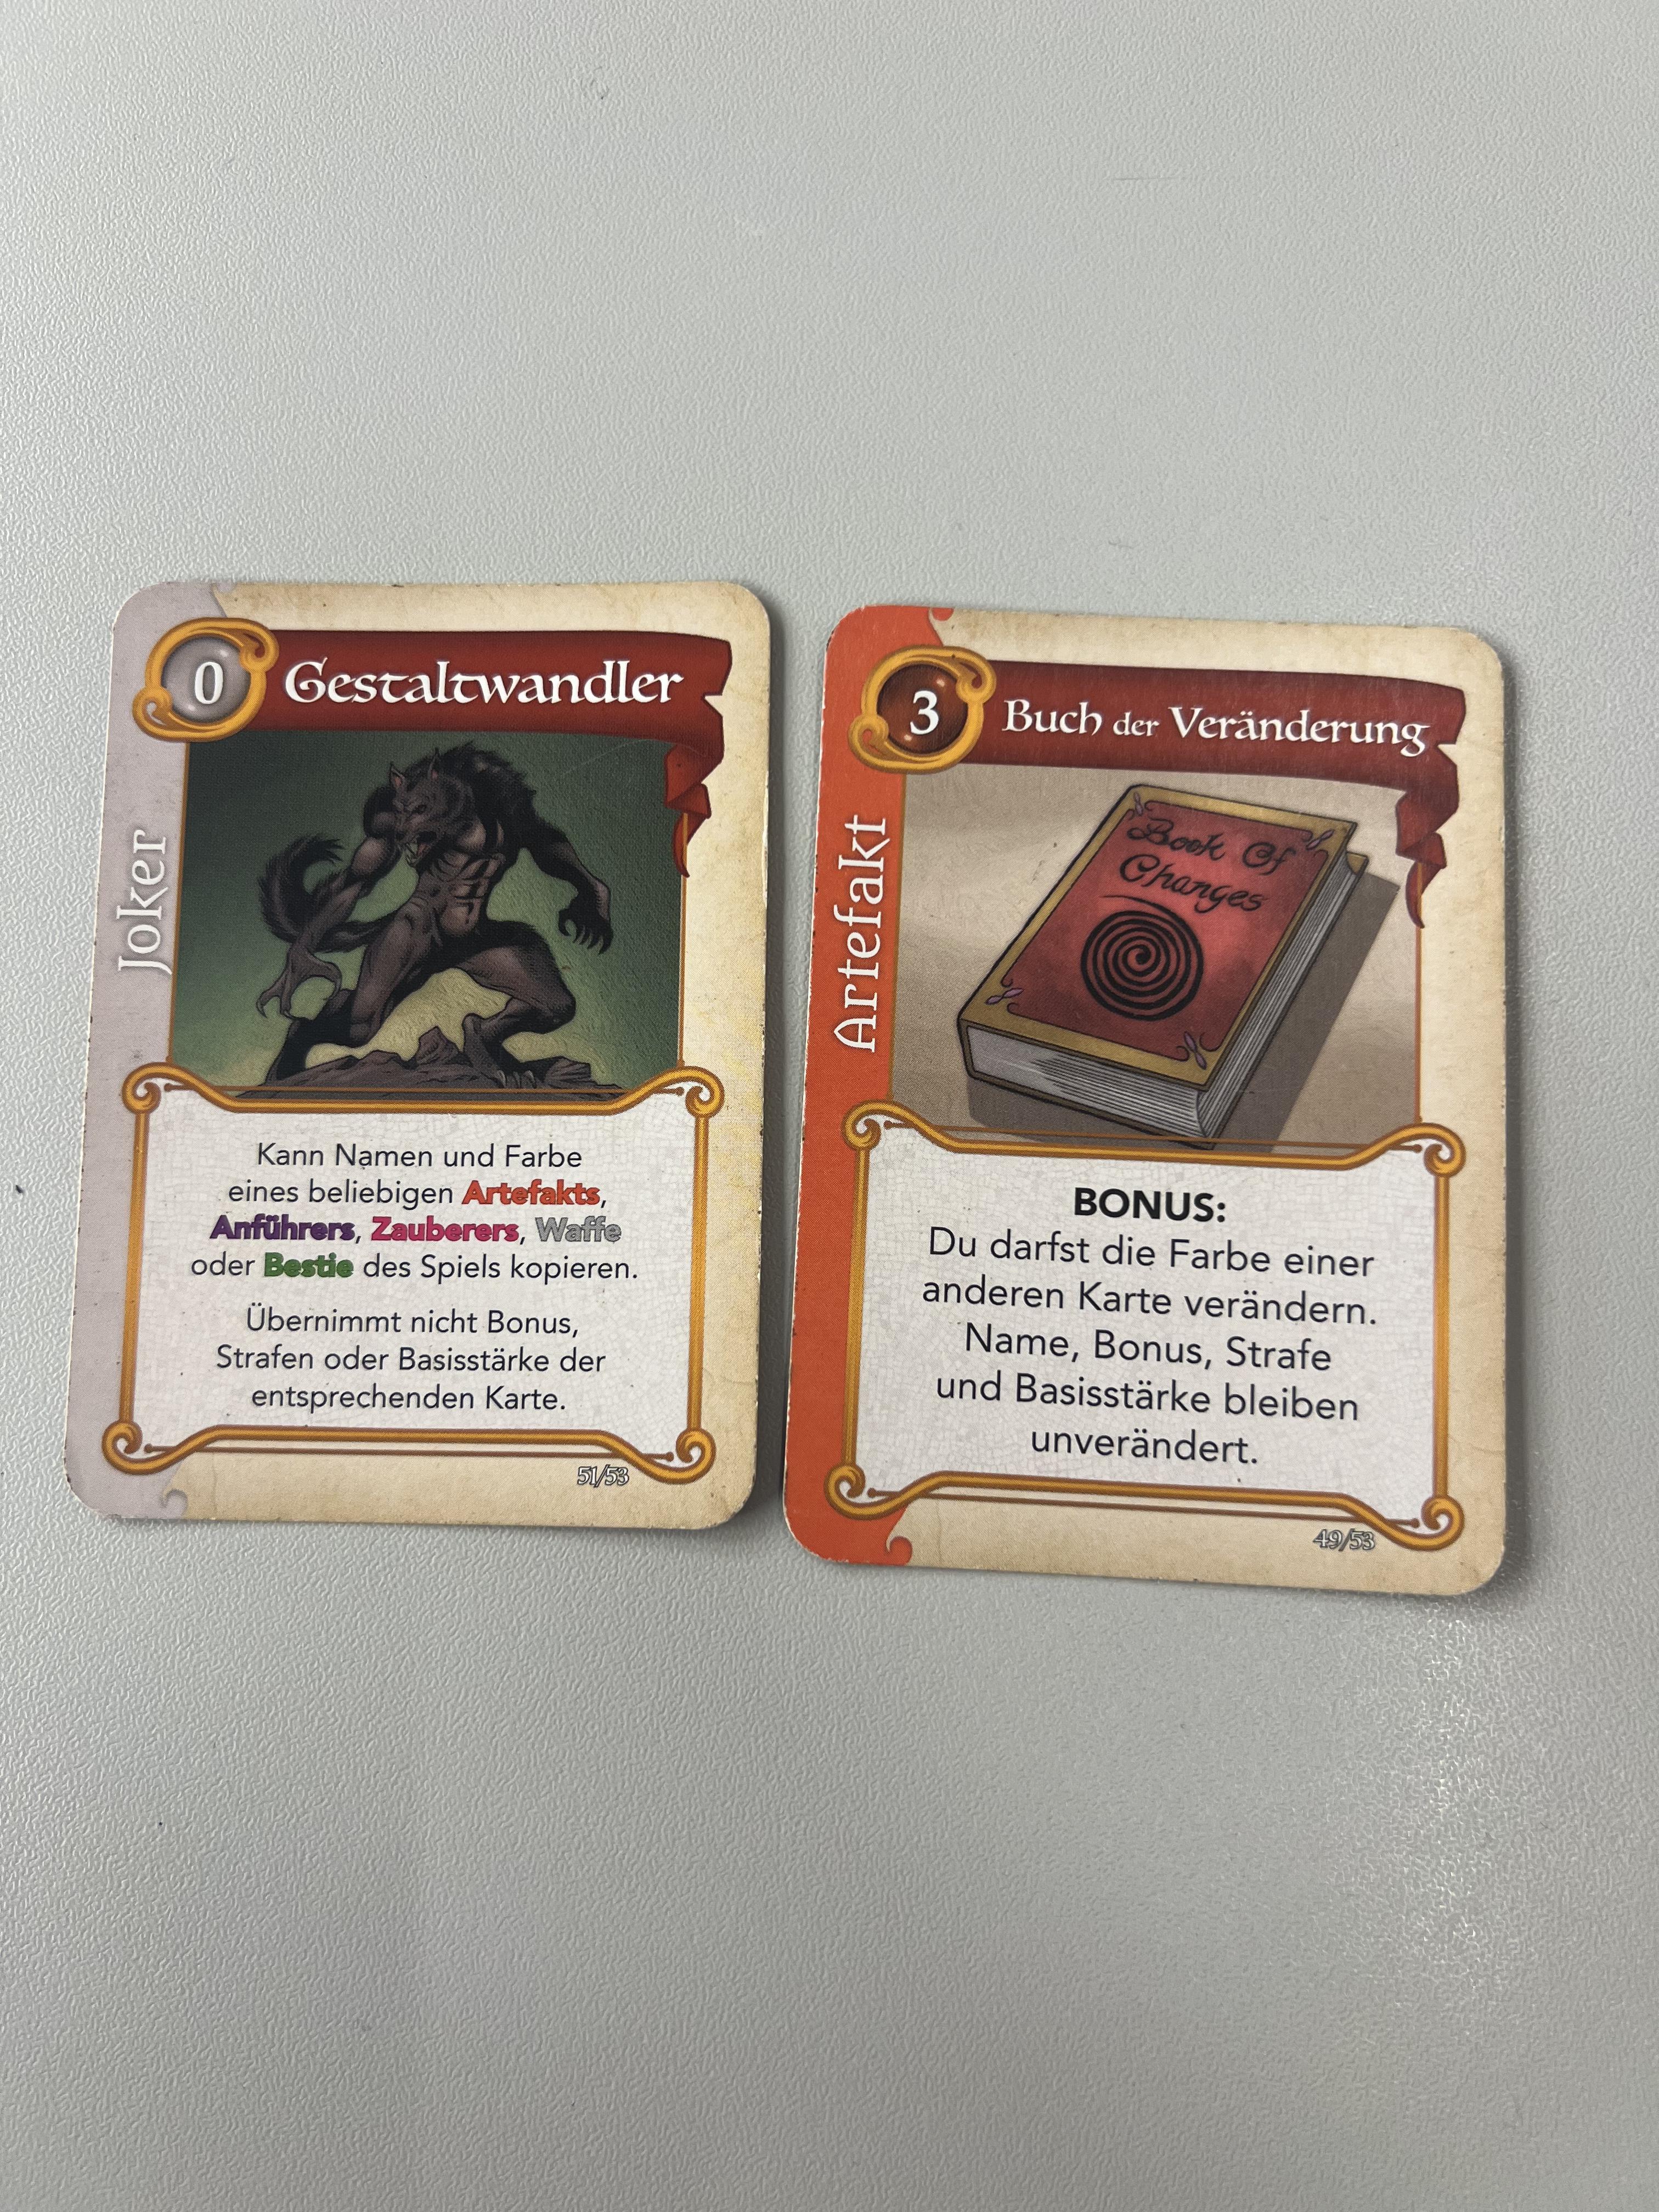 Joker
0
Gestaltwandler
Kann Namen und Farbe
eines beliebigen Artefakts,
Anführers, Zauberers, Waffe
oder Bestie des Spiels kopieren.
Übernimmt nicht Bonus,
Strafen oder Basisstärke der
entsprechenden Karte.
51/53
Artefakt
3
Buch der Veränderung
Book Of
Changes
BONUS:
Du darfst die Farbe einer
anderen Karte verändern.
Name, Bonus, Strafe
und Basisstärke bleiben
unverändert.
49/53